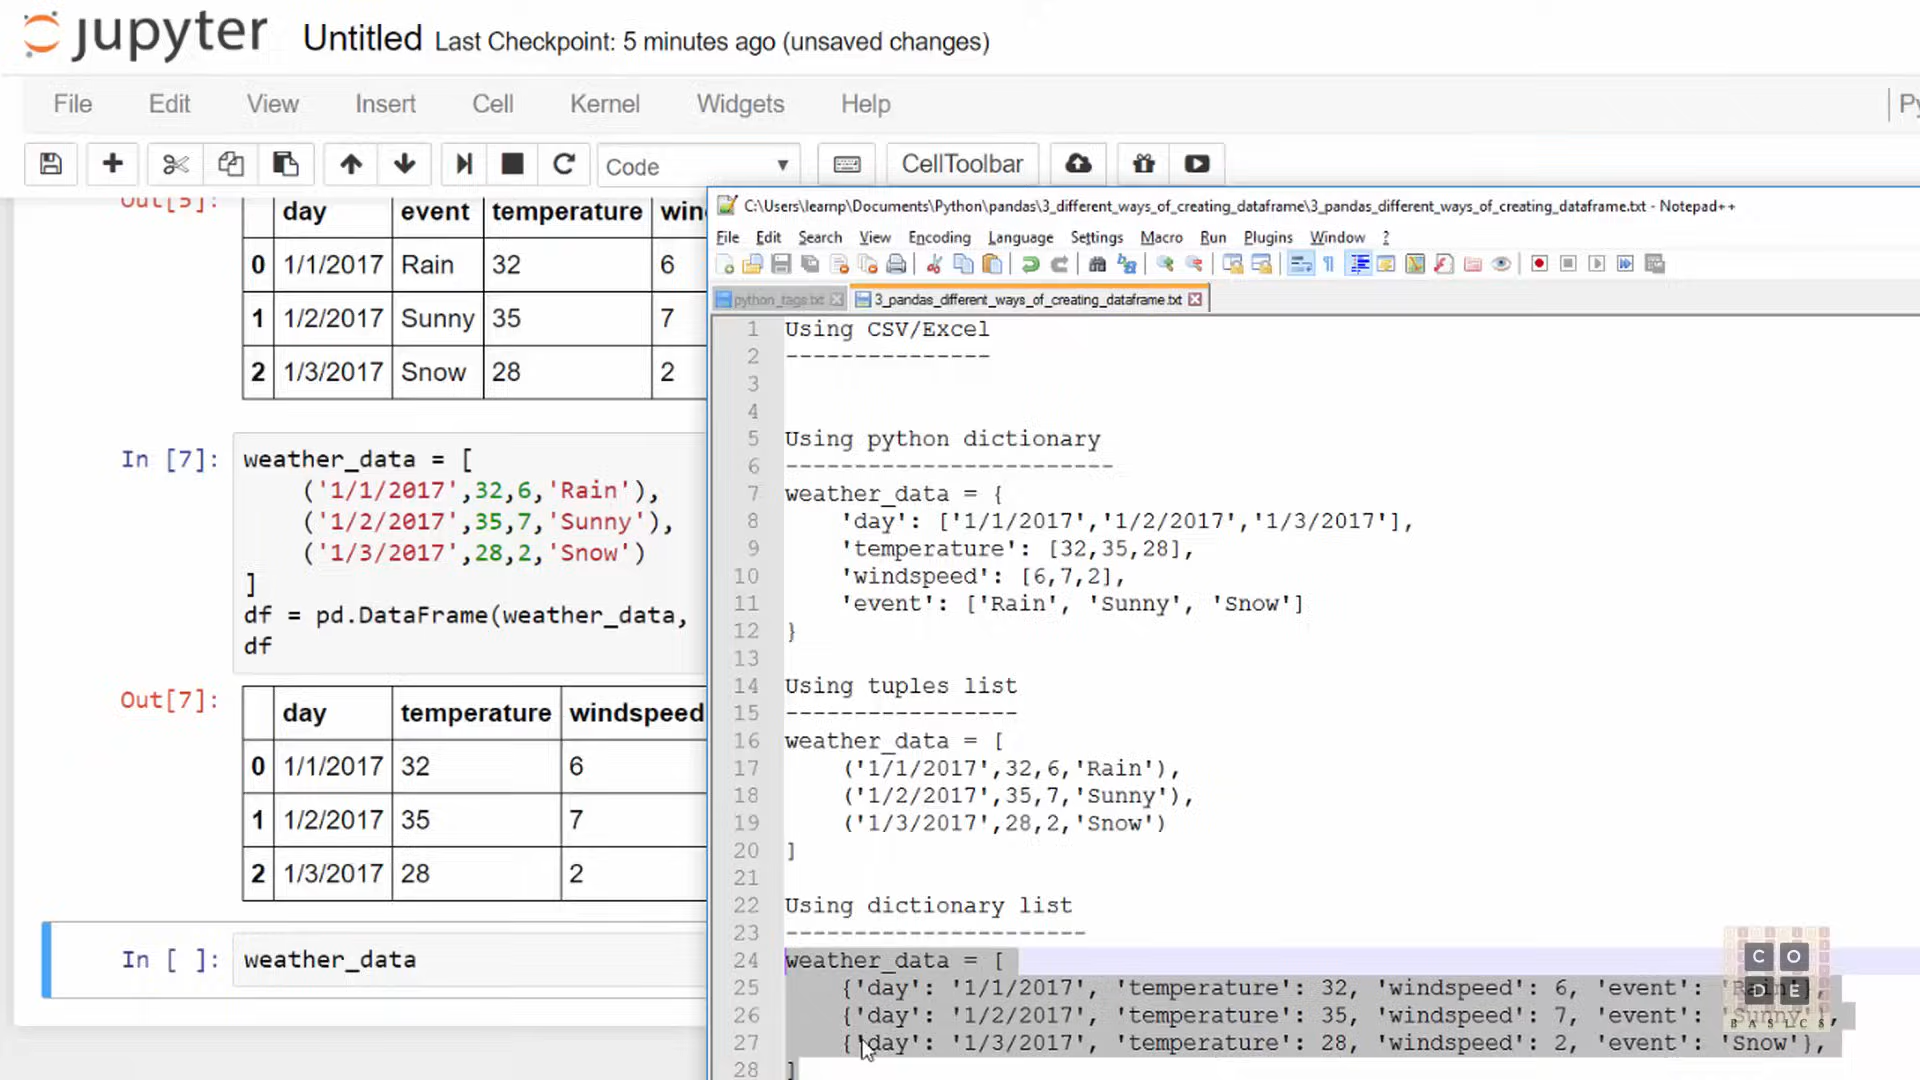 jupyter Untitled Last Checkpoint: 5 minutes ago (unsaved changes)
File Edit View Insert Cell Kernel Widgets Help
Code CellToolbar
Out[5]:
day event temperature
0 1/1/2017 Rain 32 6
1 1/2/2017 Sunny 35 7
2 1/3/2017 Snow 28 2
In [7]:
weather_data = [
('1/1/2017',32,6,'Rain'),
('1/2/2017',35,7,'Sunny'),
('1/3/2017',28,2,'Snow')
]
df = pd.DataFrame(weather_data,
df
Out[7]:
day temperature windspeed
0 1/1/2017 32 6
1 1/2/2017 35 7
2 1/3/2017 28 2
In [ ]: weather_data
C:\Users\learnp\Documents\Python\pandas\3_different_ways_of_creating_dataframe\3_pandas_different_ways_of_creating_dataframe.txt - Notepad++
File Edit Search View Encoding Language Settings Macro Run Plugins Window ?
python_tags.txt 3_pandas_different_ways_of_creating_dataframe.txt
1 Using CSV/Excel
2 ---------------
3
4
5 Using python dictionary
6 ------------------------
7 weather_data = {
8 'day': ['1/1/2017','1/2/2017','1/3/2017'],
9 'temperature': [32,35,28],
10 'windspeed': [6,7,2],
11 'event': ['Rain', 'Sunny', 'Snow']
12 }
13
14 Using tuples list
15 -----------------
16 weather_data = [
17 ('1/1/2017',32,6,'Rain'),
18 ('1/2/2017',35,7,'Sunny'),
19 ('1/3/2017',28,2,'Snow')
20 ]
21
22 Using dictionary list
23 ----------------------
24 weather_data = [
25 {'day': '1/1/2017', 'temperature': 32, 'windspeed': 6, 'event': 'Rain'},
26 {'day': '1/2/2017', 'temperature': 35, 'windspeed': 7, 'event': 'Sunny'},
27 {'day': '1/3/2017', 'temperature': 28, 'windspeed': 2, 'event': 'Snow'},
28 ]
CODE
BASICS